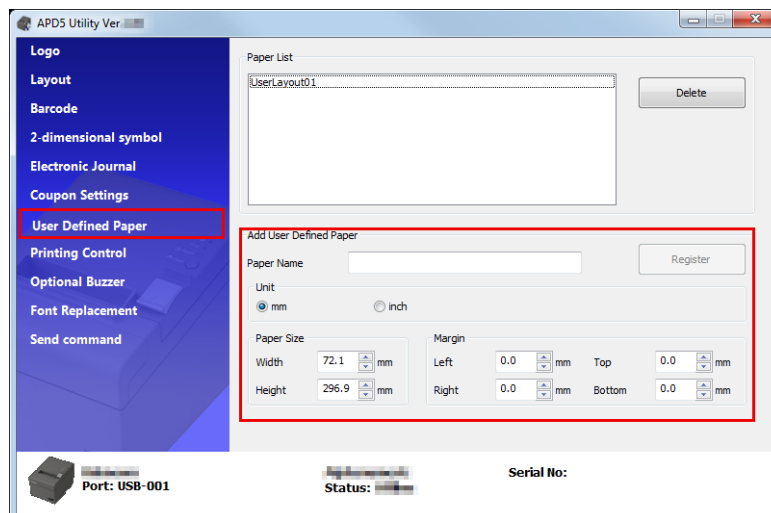 APD5 Utility Ver.
Logo
Layout
Barcode
2-dimensional symbol
Electronic Journal
Coupon Settings
User Defined Paper
Printing Control
Optional Buzzer
Font Replacement
Send command
Paper List
UserLayout01
Delete
Add User Defined Paper
Paper Name
Register
Unit
mm inch
Paper Size
Width 72.1 mm
Height 296.9 mm
Margin
Left 0.0 mm Top 0.0 mm
Right 0.0 mm Bottom 0.0 mm
Port: USB-001
Status:
Serial No: